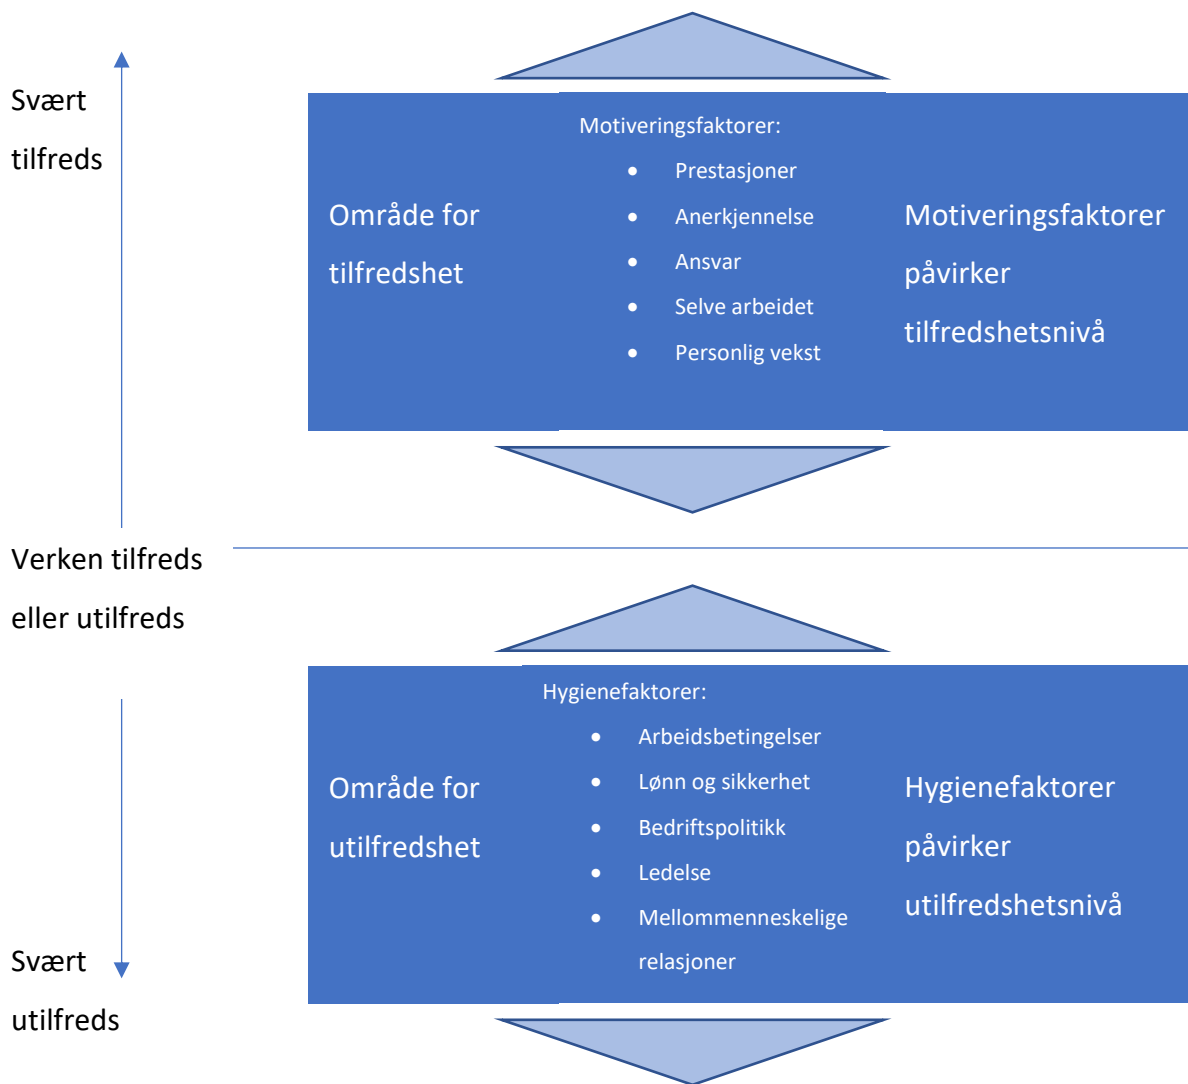 Svært
tilfreds
Område for
tilfredshet
Motiveringsfaktorer:
• Prestasjoner
• Anerkjennelse
• Ansvar
• Selve arbeidet
• Personlig vekst
Motiveringsfaktorer
påvirker
tilfredshetsnivå
Verken tilfreds
eller utilfreds
Område for
utilfredshet
Hygienefaktorer:
• Arbeidsbetingelser
• Lønn og sikkerhet
• Bedriftspolitikk
• Ledelse
• Mellommenneskelige
relasjoner
Hygienefaktorer
påvirker
utilfredshetsnivå
Svært
utilfreds